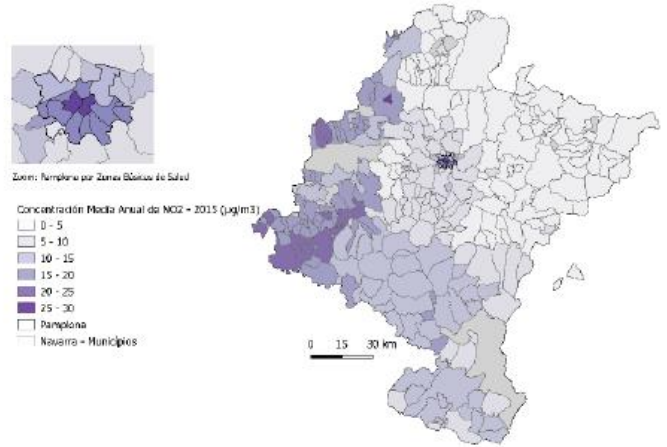 Zoom: Pamplona por Zonas Básicas de Salud
Concentración Media Anual de NO2 - 2015 (µg/m3)
0 - 5
5 - 10
10 - 15
15 - 20
20 - 25
25 - 30
Pamplona
Navarra - Municípios
0 15 30 km